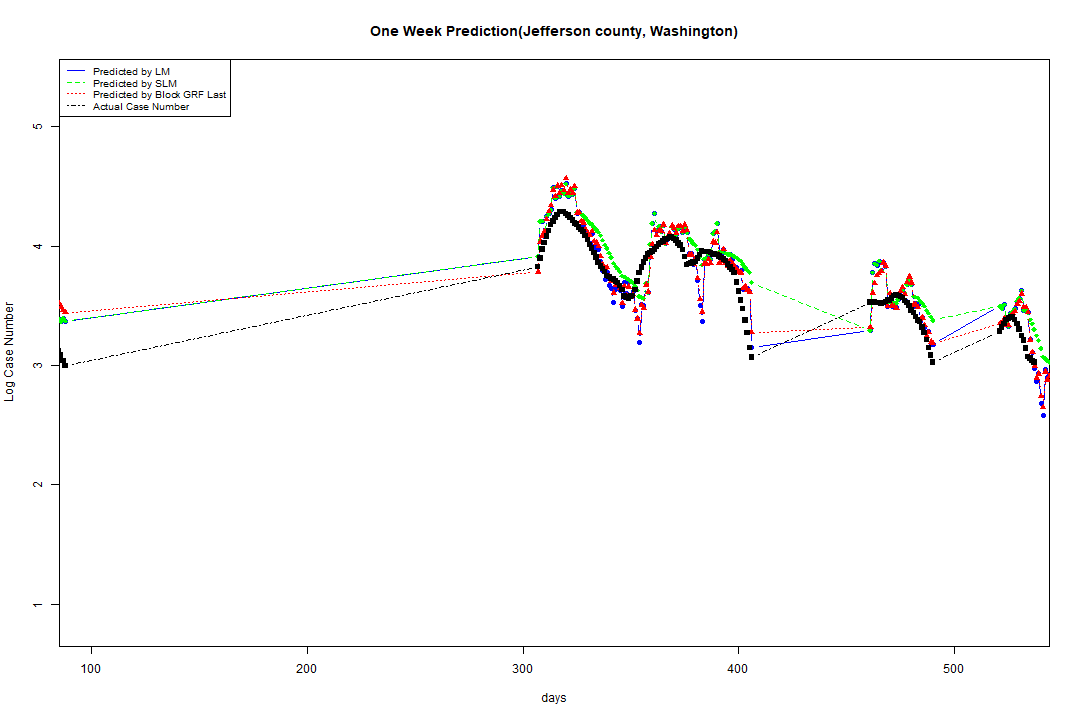 One Week Prediction(Jefferson county, Washington)
Predicted by LM
Predicted by SLM
Predicted by Block GRF Last
Actual Case Number
5
4
3
2
1
Log Case Number
100 200 300 400 500
days